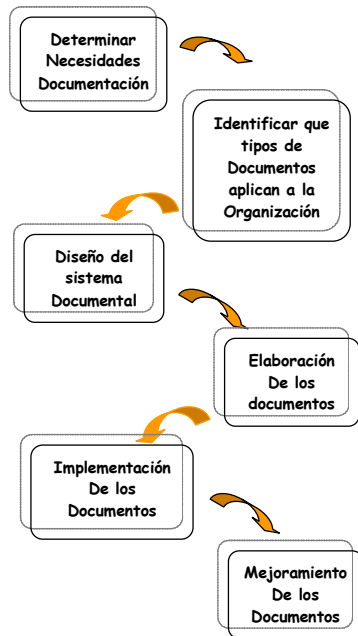 Determinar
Necesidades
Documentación
Identificar que
tipos de
Documentos
aplican a la
Organización
Diseño del
sistema
Documental
Elaboración
De los
documentos
Implementación
De los
Documentos
Mejoramiento
De los
Documentos